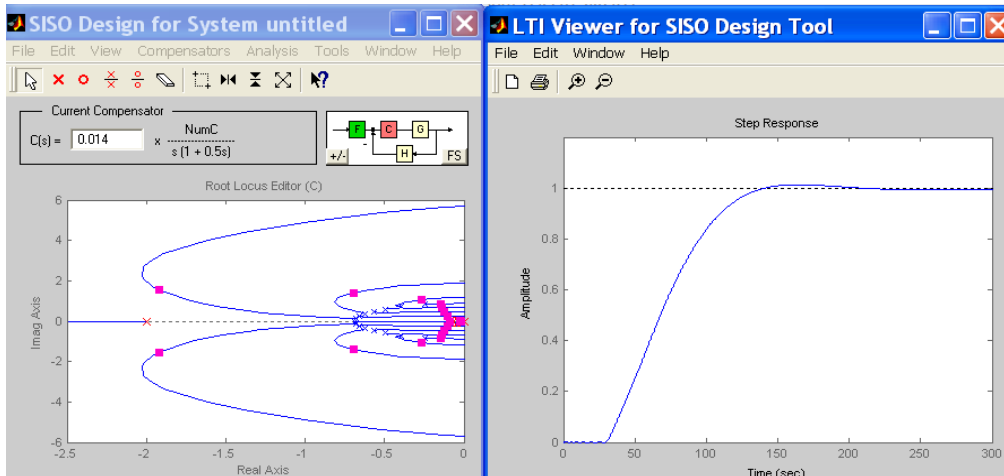 SISO Design for System untitled
File Edit View Compensators Analysis Tools Window Help
Current Compensator
C(s) = 0.014 x NumC
s (1 + 0.5s)
F C G
H
+/- FS
Root Locus Editor (C)
6
4
2
0
-2
-4
-6
Imag Axis
-2.5 -2 -1.5 -1 -0.5 0
Real Axis
LTI Viewer for SISO Design Tool
File Edit Window Help
Step Response
1
0.8
0.6
0.4
0.2
0
Amplitude
0 50 100 150 200 250 300
Time (sec)